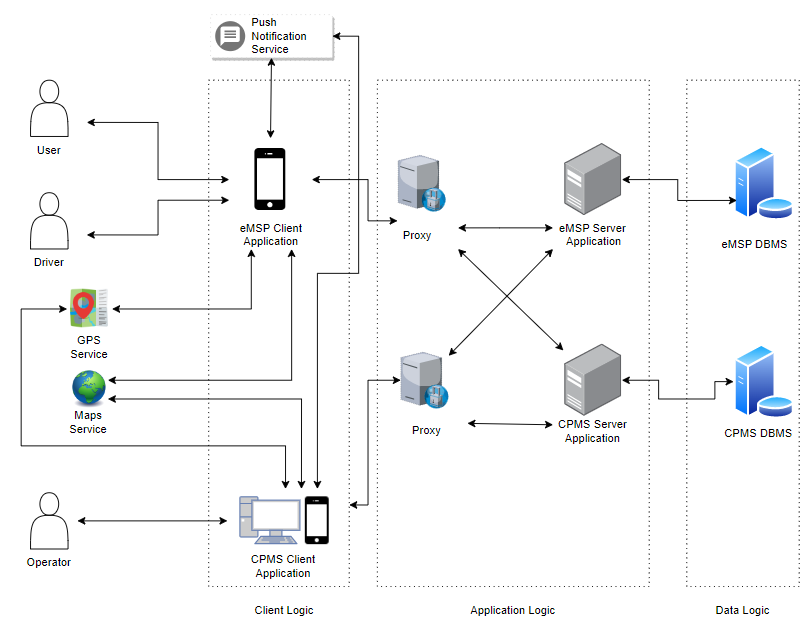 Push
Notification
Service
User
eMSP Client
Application
Proxy
eMSP Server
Application
eMSP DBMS
Driver
GPS
Service
Maps
Service
Proxy
CPMS Server
Application
CPMS DBMS
Operator
CPMS Client
Application
Client Logic
Application Logic
Data Logic